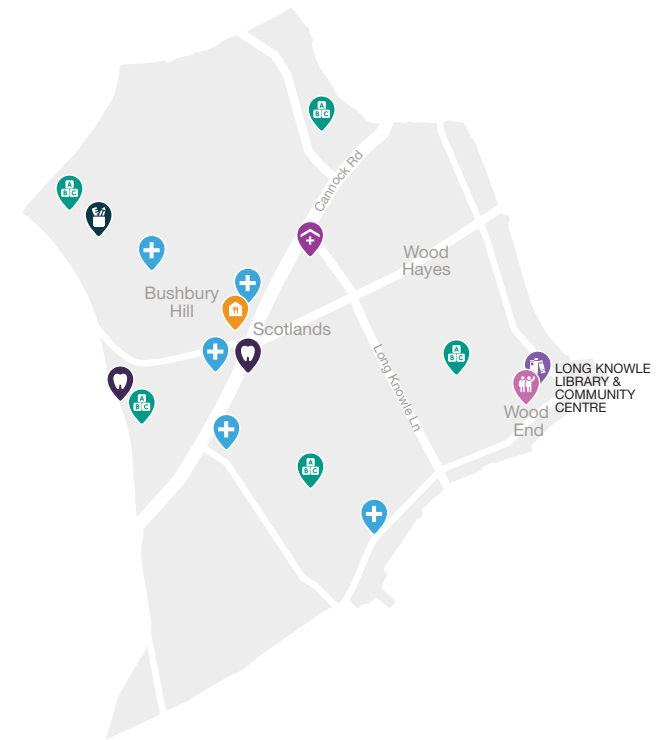 A
B C
Cannock Rd
A
B C
Wood
Hayes
Bushbury
Hill
Scotlands
Long Knowle Ln
A
B C
LONG KNOWLE
LIBRARY &
COMMUNITY
CENTRE
A
B C
Wood
End
A
B C